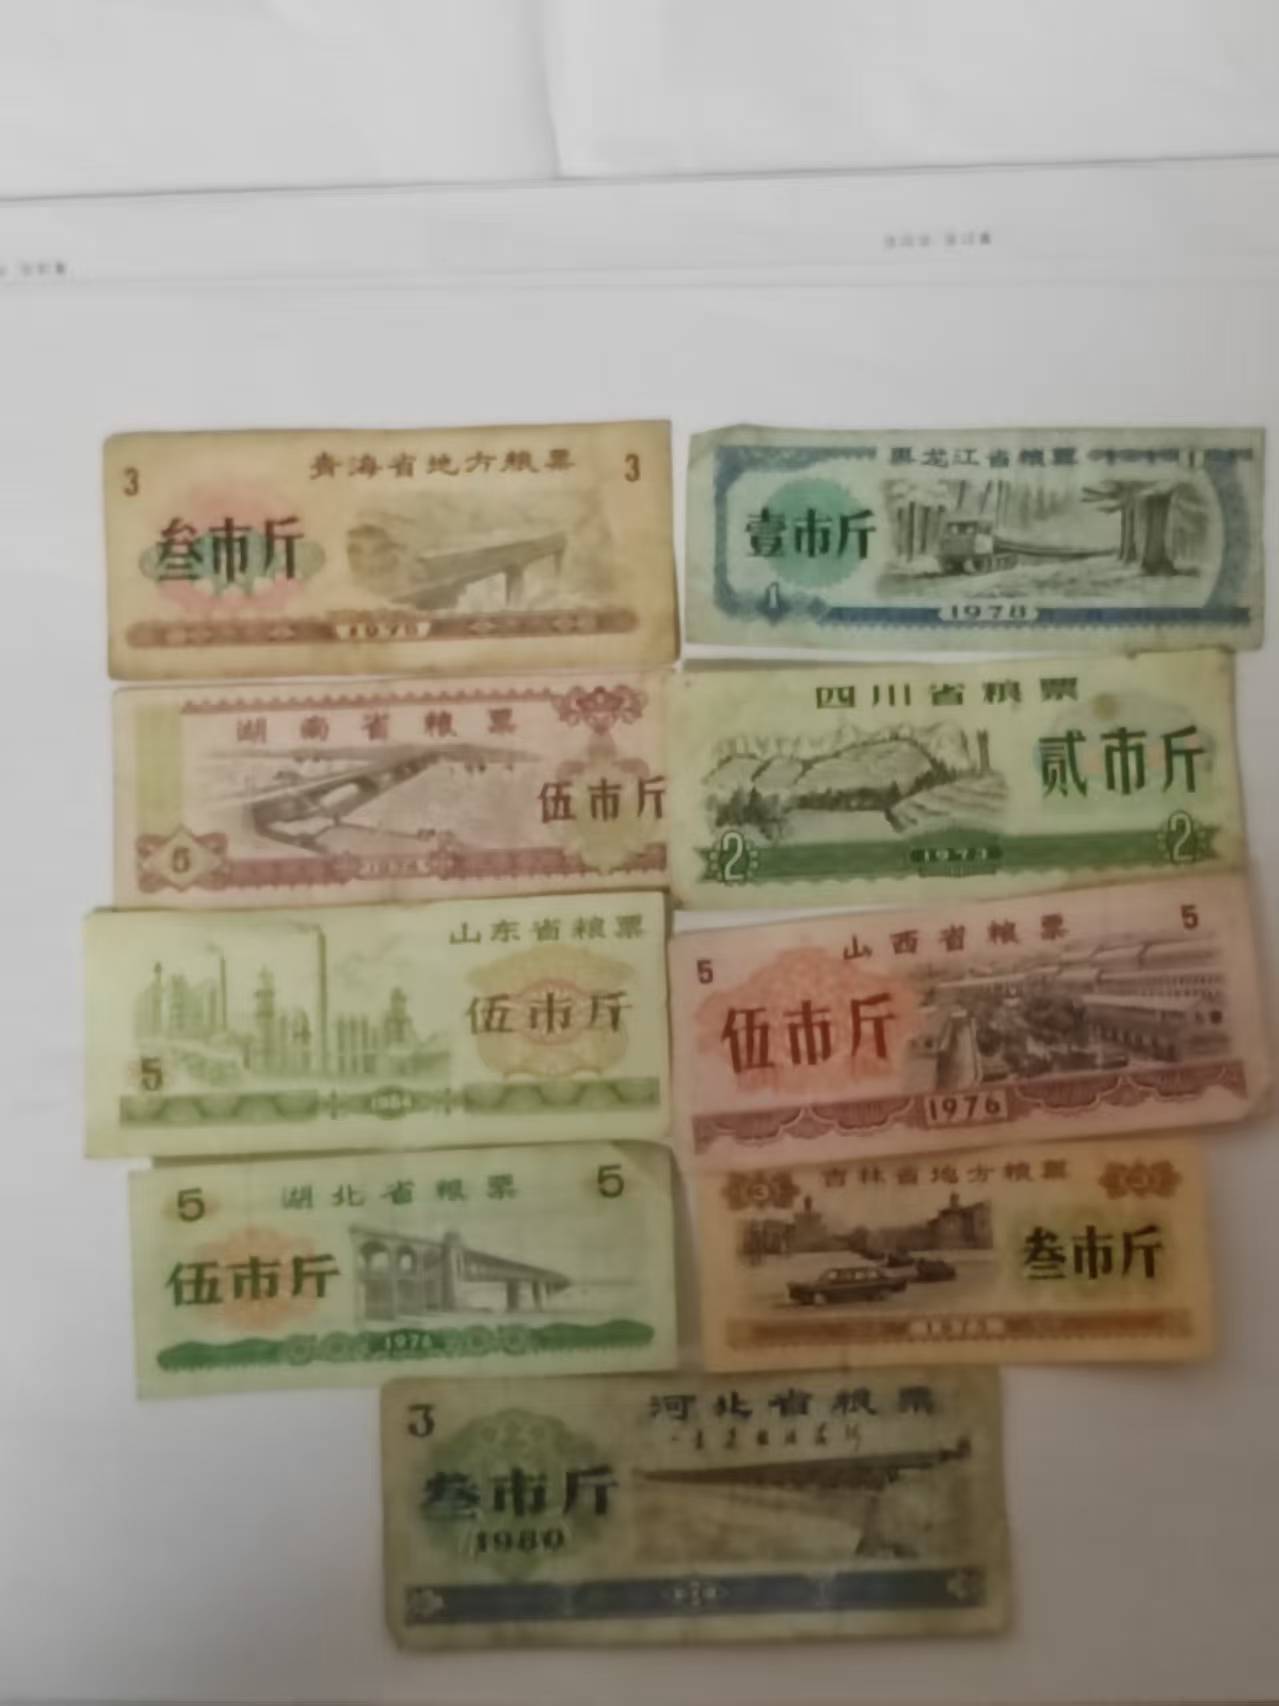 青海省地方粮票
3
3
叁市斤
黑龙江省粮票
壹市斤
1
1978
湖南省粮票
伍市斤
5
四川省粮票
贰市斤
2
2
山东省粮票
伍市斤
5
山西省粮票
5
5
伍市斤
1976
湖北省粮票
5
5
伍市斤
吉林省地方粮票
3
3
叁市斤
1975
河北省粮票
3
叁市斤
1980